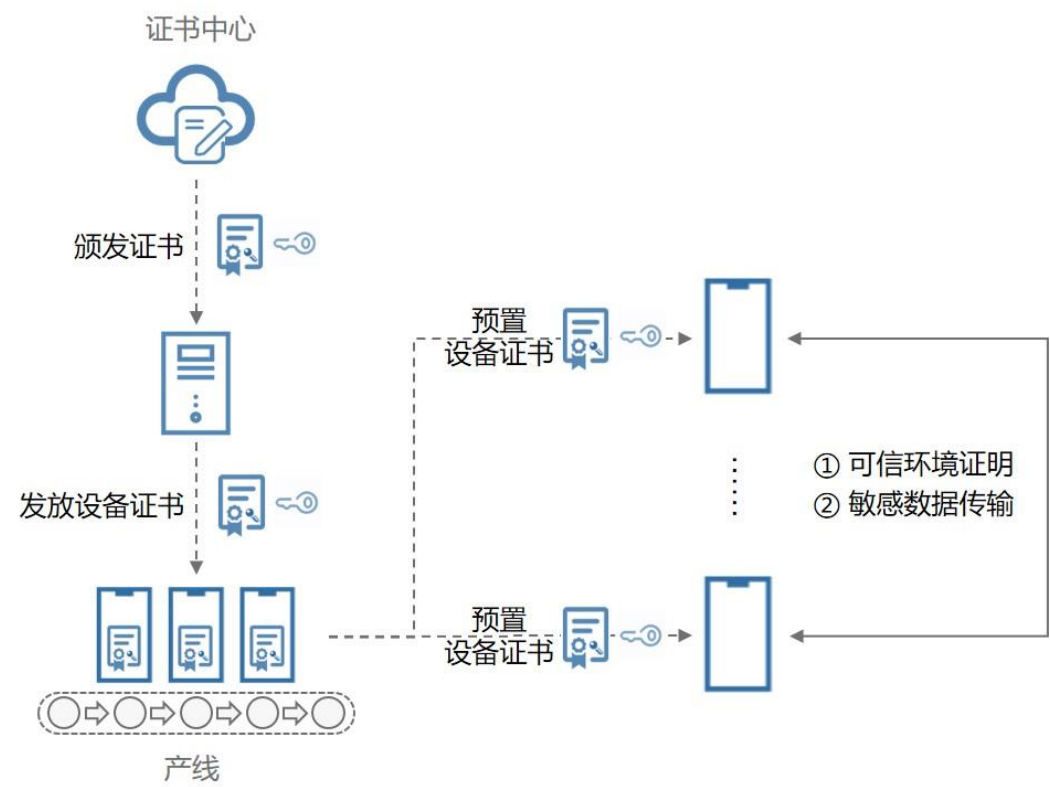 证书中心
颁发证书
预置
设备证书
① 可信环境证明
② 敏感数据传输
发放设备证书
预置
设备证书
产线